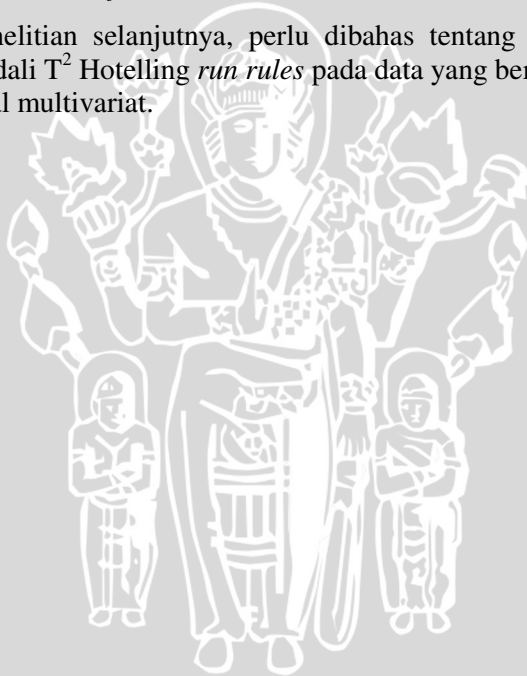 nelitian selanjutnya, perlu dibahas tentang
dali T² Hotelling run rules pada data yang ber
l multivariat.